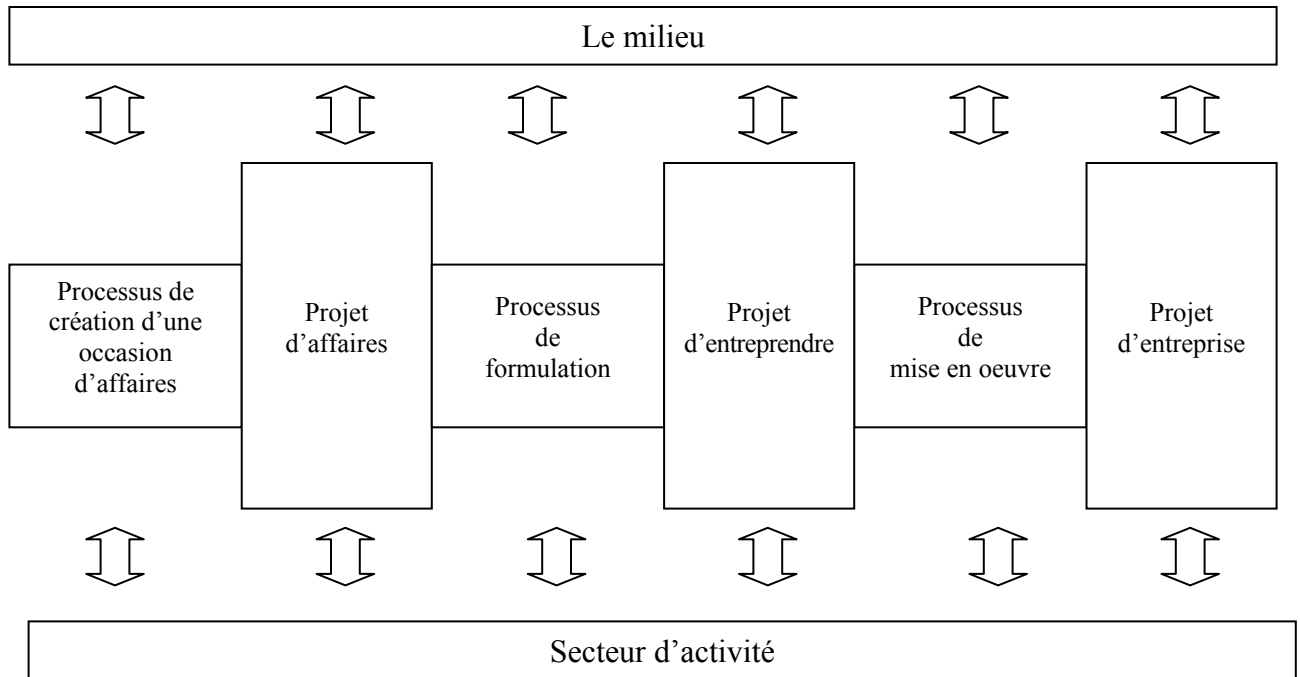 Le milieu
Processus de
création d’une
occasion
d’affaires
Projet
d’affaires
Processus
de
formulation
Projet
d’entreprendre
Processus
de
mise en oeuvre
Projet
d’entreprise
Secteur d’activité